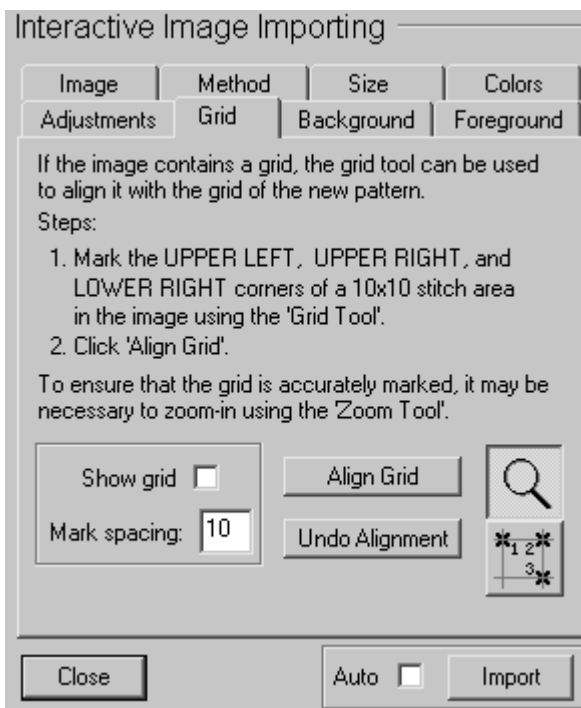 Interactive Image Importing
Image Method Size Colors
Adjustments Grid Background Foreground
If the image contains a grid, the grid tool can be used
to align it with the grid of the new pattern.
Steps:
1. Mark the UPPER LEFT, UPPER RIGHT, and
LOWER RIGHT corners of a 10x10 stitch area
in the image using the 'Grid Tool'.
2. Click 'Align Grid'.
To ensure that the grid is accurately marked, it may be
necessary to zoom-in using the 'Zoom Tool'.
Show grid Align Grid
Mark spacing: 10 Undo Alignment
1 2
3
Close Auto Import